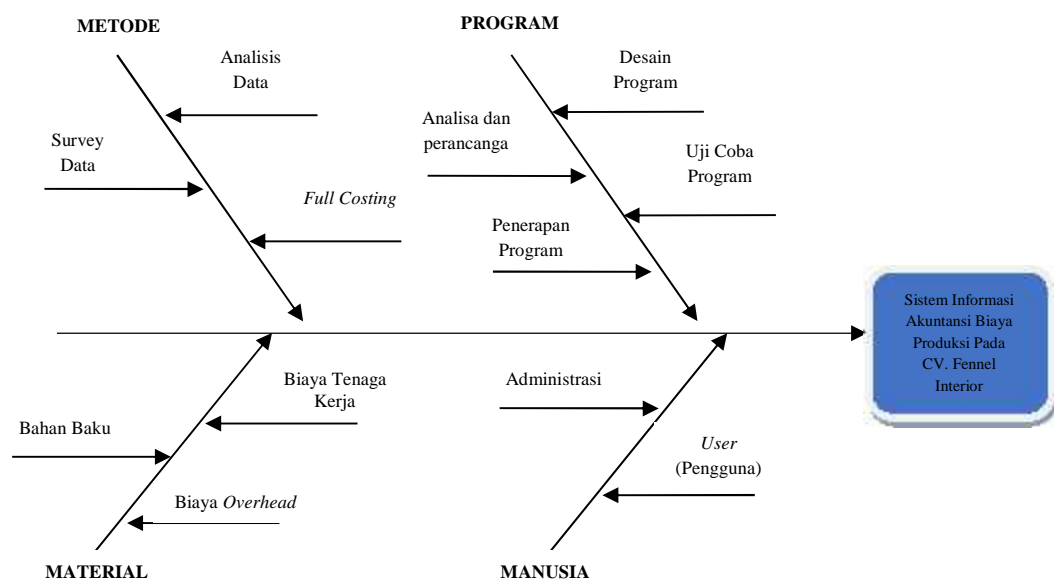 METODE
PROGRAM
Analisis
Data
Survey
Data
Full Costing
Desain
Program
Analisa dan
perancanga
Uji Coba
Program
Penerapan
Program
Sistem Informasi
Akuntansi Biaya
Produksi Pada
CV. Fennel
Interior
Biaya Tenaga
Kerja
Bahan Baku
Biaya Overhead
Administrasi
User
(Pengguna)
MATERIAL
MANUSIA